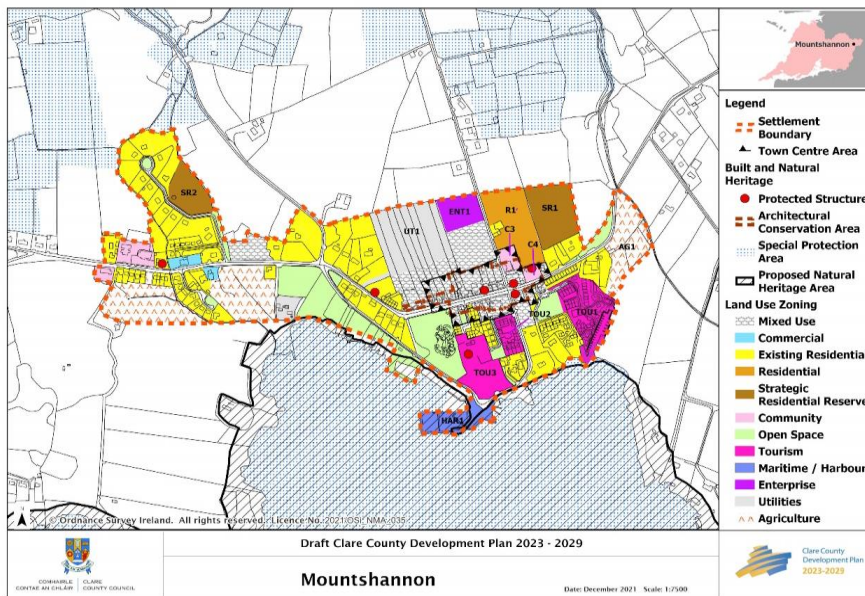 Mountshannon
Legend
Settlement
Boundary
Town Centre Area
Built and Natural
Heritage
Protected Structure
Architectural
Conservation Area
Special Protection
Area
Proposed Natural
Heritage Area
Land Use Zoning
Mixed Use
Commercial
Existing Residentia
Residential
Strategic
Residential Reserve
Community
Open Space
Tourism
Maritime / Harbour
Enterprise
Utilities
Agriculture
SR2
UT1
ENT1
R1
SR1
C3
C4
AG1
TOU2
TOU1
TOU3
HAR1
© Ordnance Survey Ireland. All rights reserved. Licence No. 2021/OSi_NMA_035
Draft Clare County Development Plan 2023 - 2029
Mountshannon
Date: December 2021 Scale: 1:7500
COMHAIRLE CLARE
CONTAE AN CHLÁIR COUNTY COUNCIL
Clare County
Development Plan
2023-2029